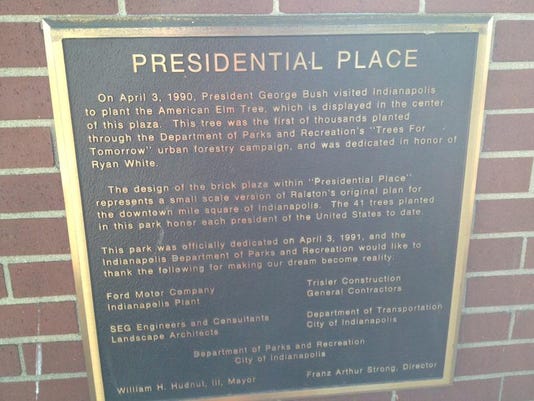 PRESIDENTIAL PLACE
On April 3, 1990, President George Bush visited Indianapolis
to plant the American Elm Tree, which is displayed in the center
of this plaza. This tree was the first of thousands planted
through the Department of Parks and Recreation's "Trees For
Tomorrow" urban forestry campaign, and was dedicated in honor of
Ryan White.
The design of the brick plaza within "Presidential Place"
represents a small scale version of Ralston's original plan for
the downtown mile square of Indianapolis. The 41 trees planted
in this park honor each president of the United States to date
This park was officially dedicated on April 3, 1991, and the
Indianapolis Department of Parks and Recreation would like to
thank the following for making our dream become reality:
Ford Motor Company
Indianapolis Plant
Trisler Construction
General Contractors
SEG Engineers and Consultants
Landscape Architects
Department of Transportation
City of Indianapolis
Department of Parks and Recreation
City of Indianapolis
William H. Hudnut, III, Mayor
Franz Arthur Strong, Director